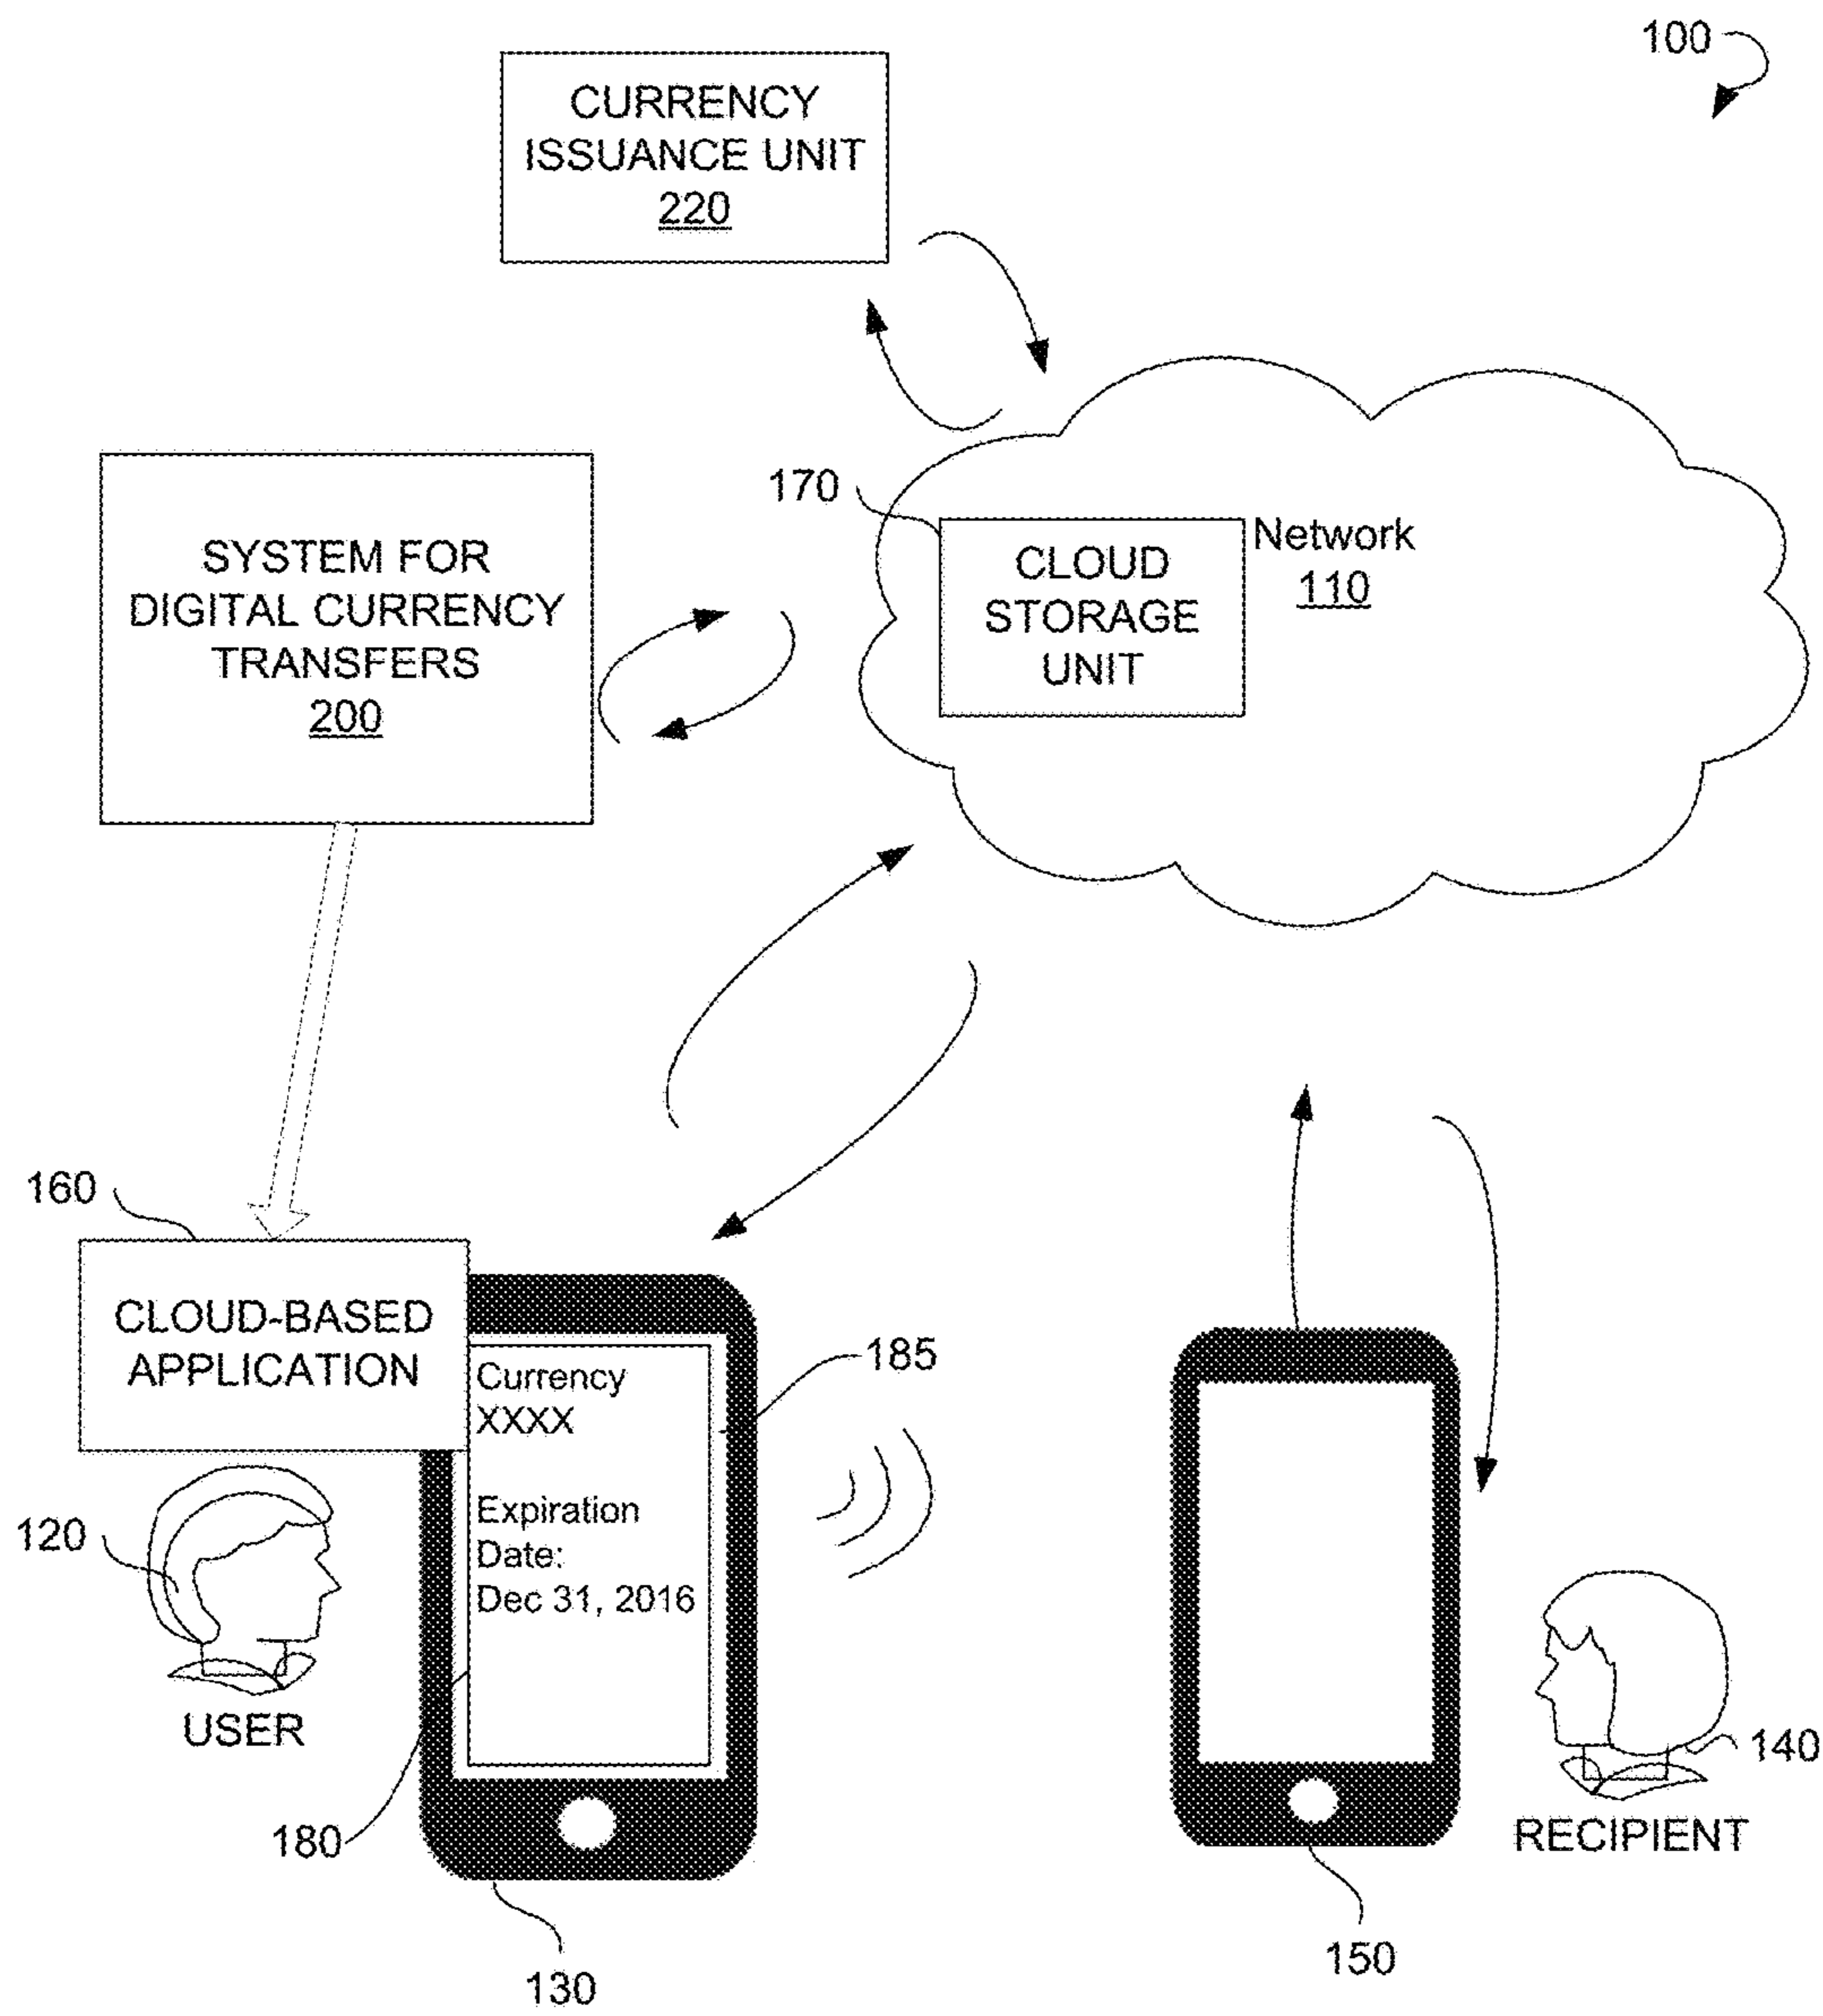 100
CURRENCY
ISSUANCE UNIT
220
170
Network
110
CLOUD
STORAGE
UNIT
SYSTEM FOR
DIGITAL CURRENCY
TRANSFERS
200
160
CLOUD-BASED
APPLICATION
185
Currency
XXXX
Expiration
Date:
Dec 31, 2016
120
USER
180
130
140
RECIPIENT
150